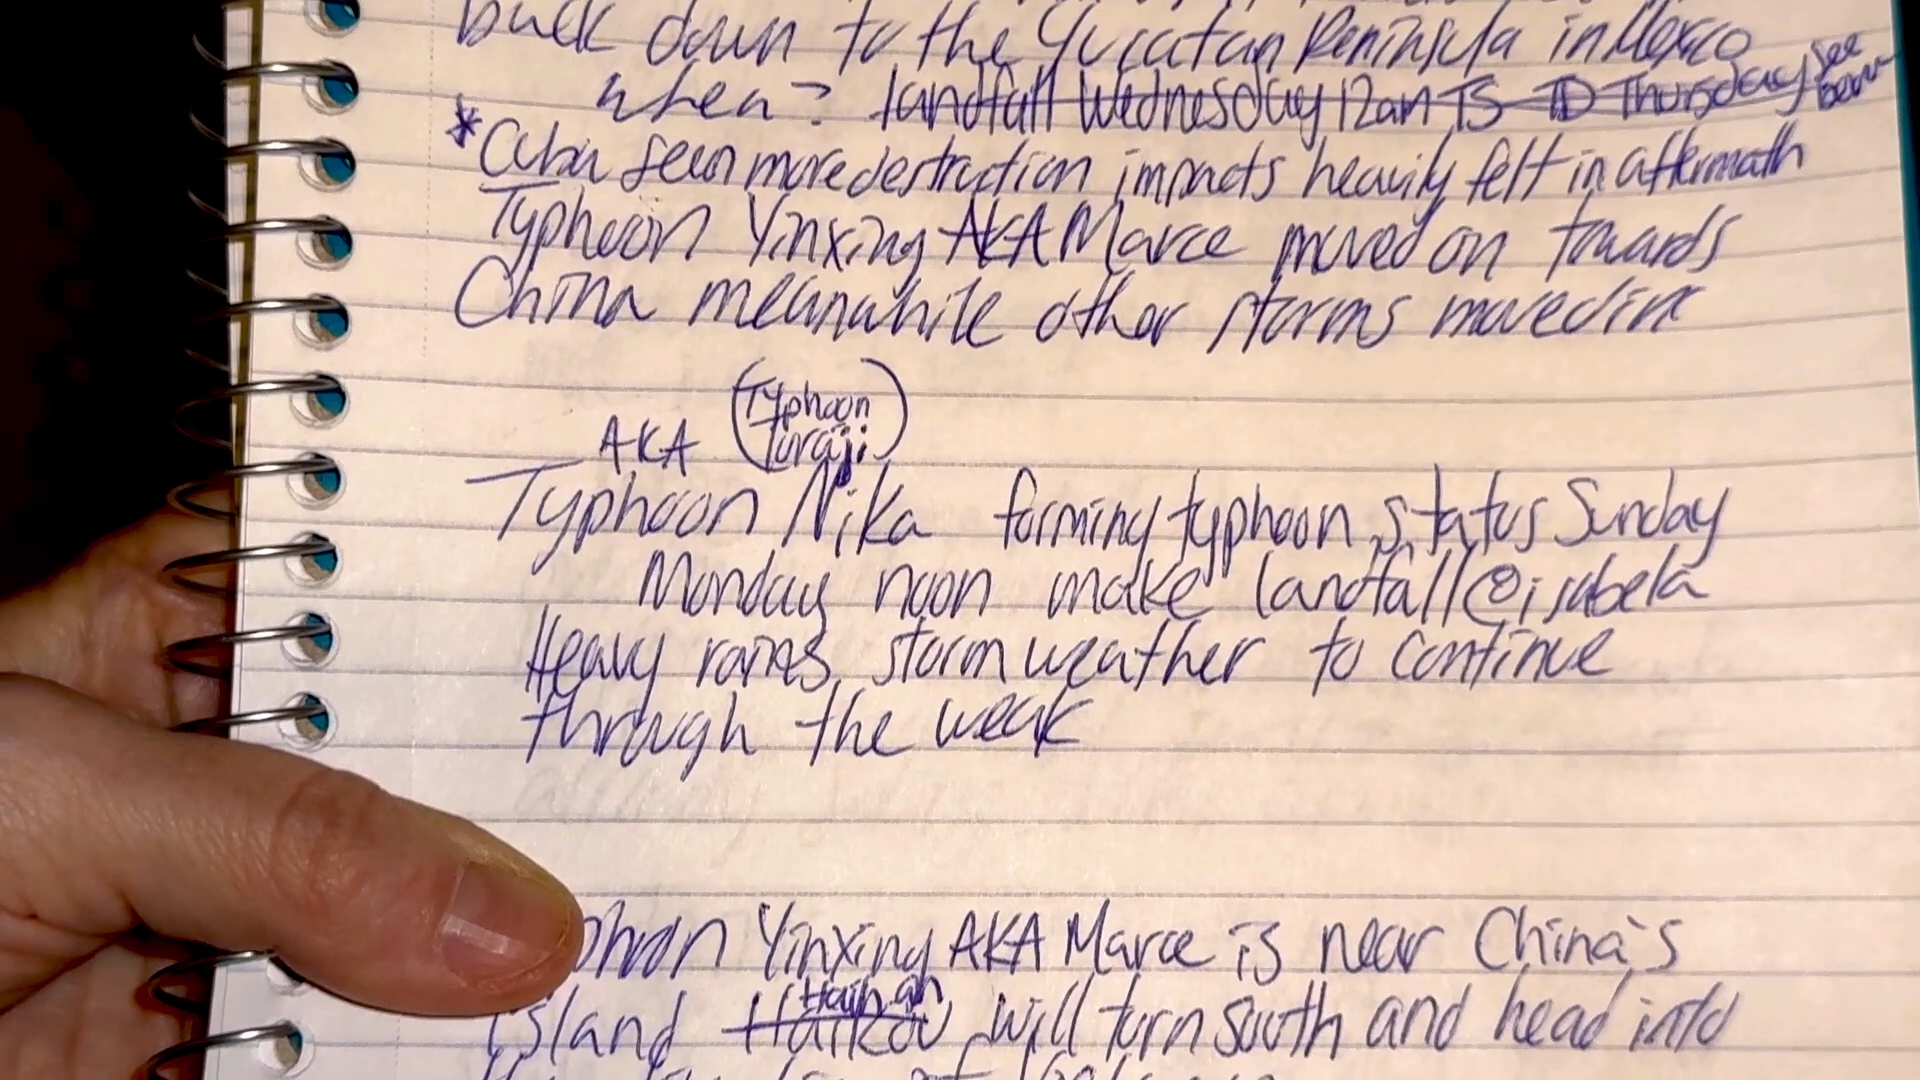 back down to the Yucatan Peninsula in Mexico
when? landfall Wednesday 12am TS TD Thursday see below
*Cuba seen more destruction impacts heavily felt in aftermath
Typhoon Yinxing AKA Marce moved on towards
China meanwhile other storms moved in
AKA (Typhoon
Toraji)
Typhoon Nika forming typhoon status Sunday
Monday noon make landfall @ isabela
Heavy rains, storm weather to continue
through the weak
phoon Yinxing AKA Marce is near China's
Hainan
island Haikou will turn south and head into